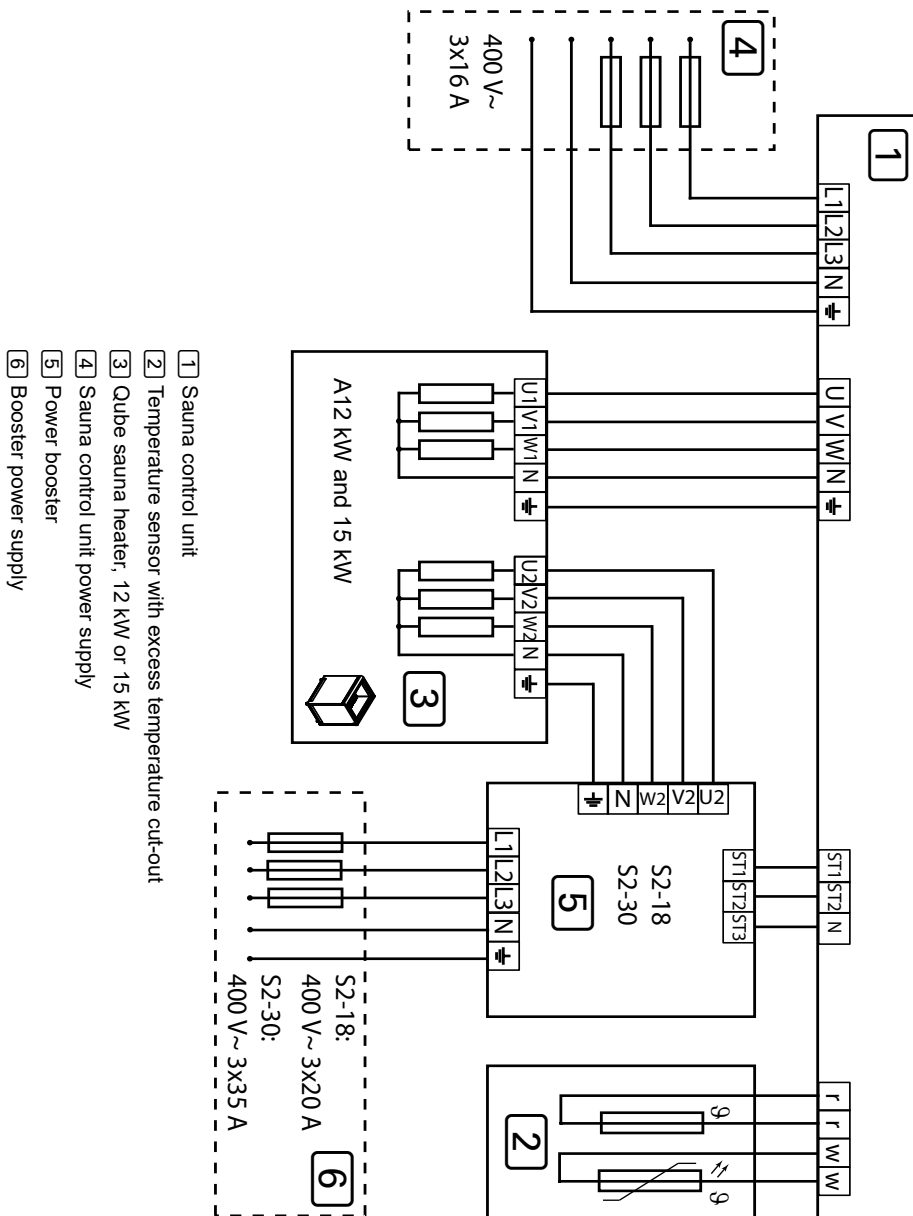 4
400 V~
3x16 A
1
L1 L2 L3 N
U V W N
ST1 ST2 N
r r w w
U1 V1 W1 N
U2 V2 W2 N
A12 kW and 15 kW
3
U2 V2 W2 N
ST1 ST2 ST3
S2-18
S2-30
5
L1 L2 L3 N
S2-18:
400 V~ 3x20 A
S2-30:
400 V~ 3x35 A
6
ϑ
ϑ
2
1 Sauna control unit
2 Temperature sensor with excess temperature cut-out
3 Qube sauna heater, 12 kW or 15 kW
4 Sauna control unit power supply
5 Power booster
6 Booster power supply